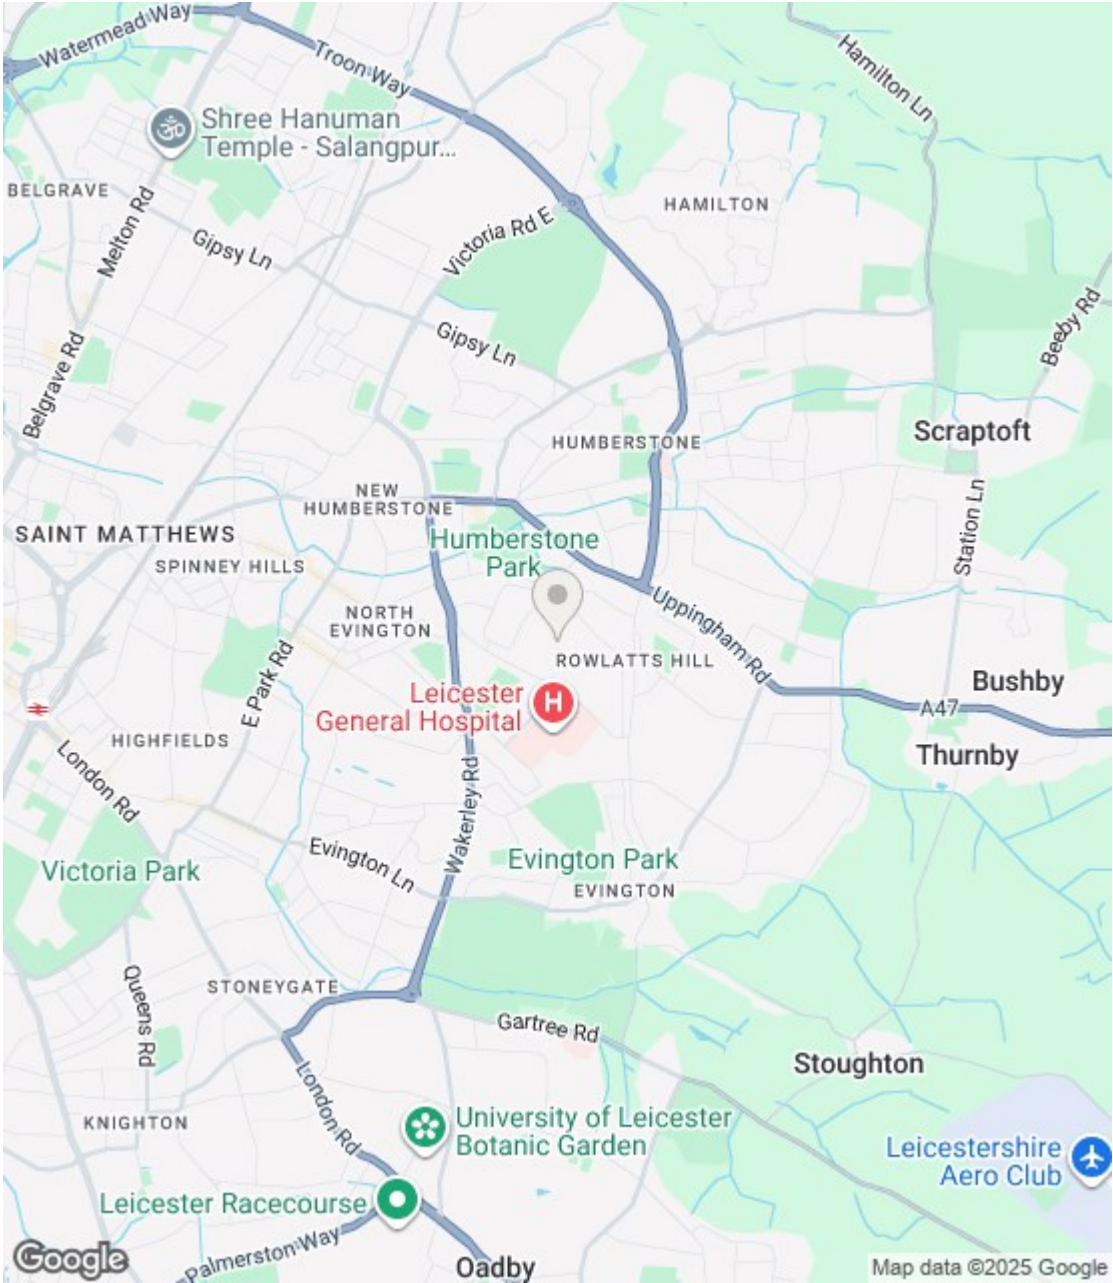 Watermead Way
Troon Way
Hamilton Ln
Shree Hanuman
Temple - Salangpur...
BELGRAVE
Melton Rd
HAMILTON
Victoria Rd E
Gipsy Ln
Beeby Rd
Gipsy Ln
Belgrave Rd
Scraptoft
HUMBERSTONE
NEW
HUMBERSTONE
SAINT MATTHEWS
Humberstone
Park
Station Ln
SPINNEY HILLS
NORTH
EVINGTON
Uppingham Rd
ROWLATTS HILL
E Park Rd
Bushby
Leicester
General Hospital
H
A47
HIGHFIELDS
Thurnby
London Rd
Wakerley Rd
Evington Ln
Evington Park
Victoria Park
EVINGTON
STONEYGATE
Queens Rd
Gartree Rd
Stoughton
London Rd
KNIGHTON
University of Leicester
Botanic Garden
Leicestershire
Aero Club
Leicester Racecourse
Palmerston Way
Oadby
Google
Map data ©2025 Google